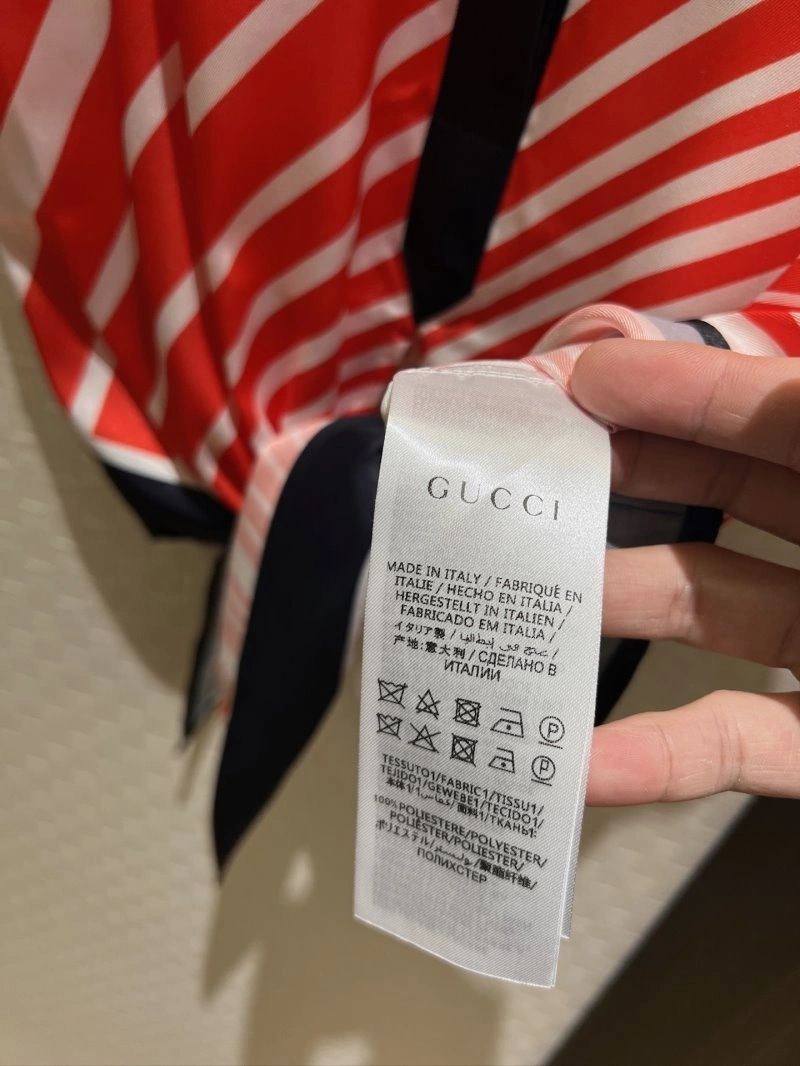 GUCCI
MADE IN ITALY / FABRIQUÉ EN
ITALIE / HECHO EN ITALIA /
HERGESTELLT IN ITALIEN /
FABRICADO EM ITALIA /
イタリア製 / صنع في إيطاليا /
产地:意大利 / СДЕЛАНО В
ИТАЛИИ
P
P
TESSUTO1/FABRIC1/TISSU1/
TEJIDO1/GEWEBE1/TECIDO1/
本体1/قماش1/面料1/ТКАНЬ1:
100% POLIESTERE/POLYESTER/
POLIÉSTER/POLYESTER/
ポリエステル/بوليستر/聚酯纤维/
ПОЛИЭСТЕР